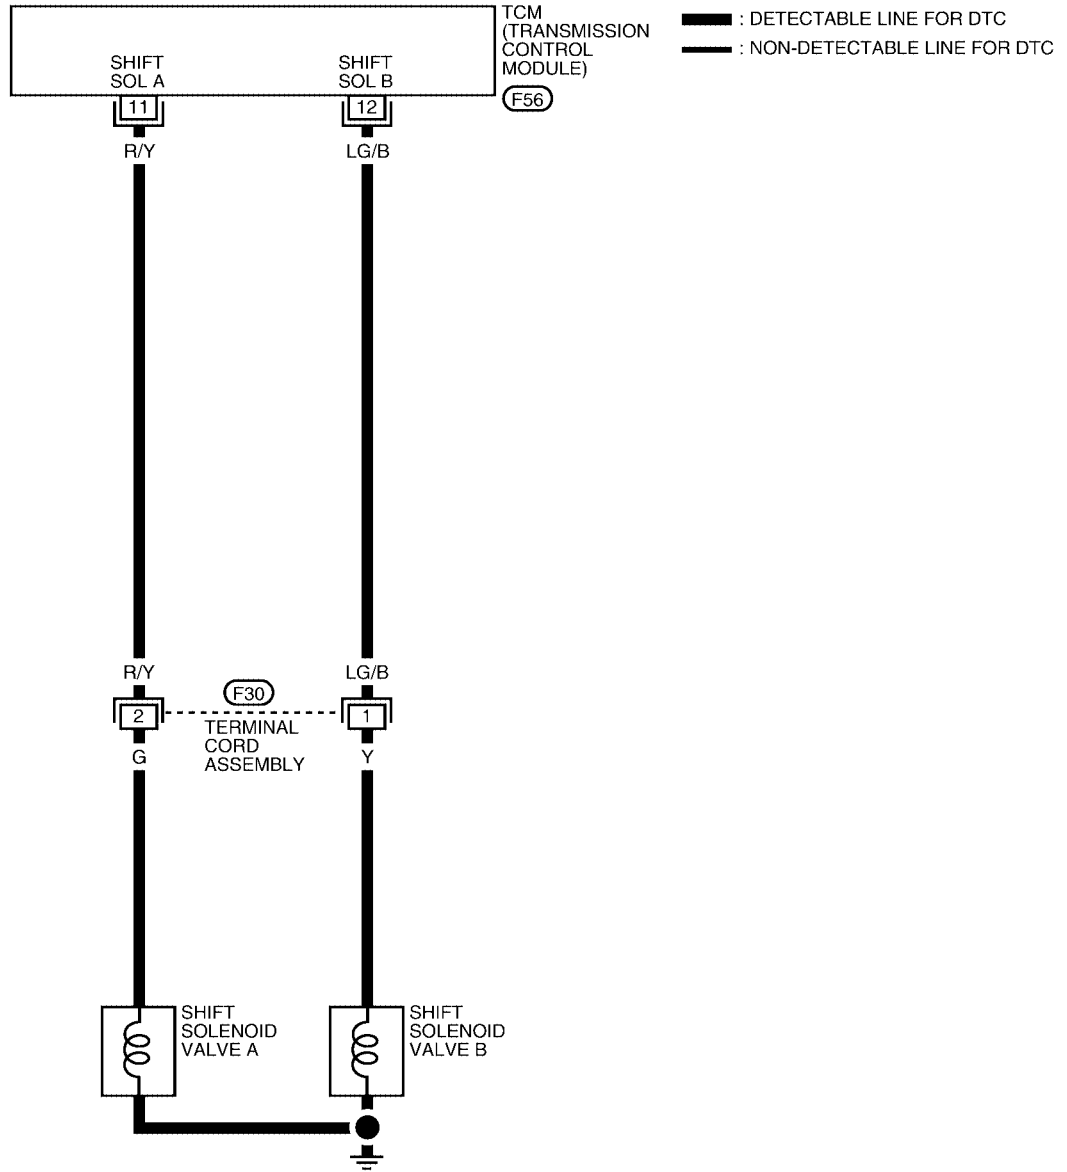 TCM
(TRANSMISSION
CONTROL
MODULE)
F56
: DETECTABLE LINE FOR DTC
: NON-DETECTABLE LINE FOR DTC
SHIFT
SOL A
SHIFT
SOL B
11
12
R/Y
LG/B
R/Y
LG/B
F30
2
1
TERMINAL
CORD
ASSEMBLY
G
Y
SHIFT
SOLENOID
VALVE A
SHIFT
SOLENOID
VALVE B